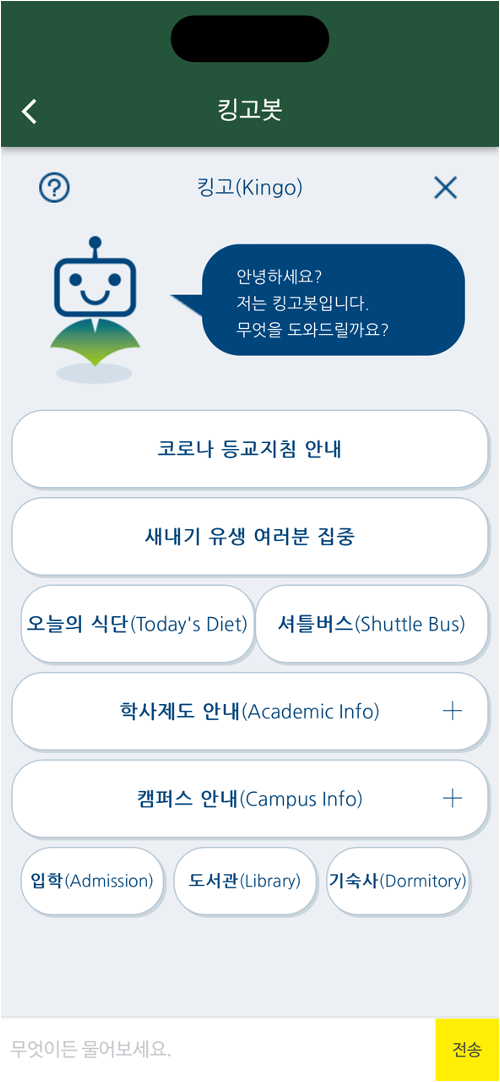 킹고봇
킹고(Kingo)
안녕하세요?
저는 킹고봇입니다.
무엇을 도와드릴까요?
코로나 등교지침 안내
새내기 유생 여러분 집중
오늘의 식단(Today's Diet)
셔틀버스(Shuttle Bus)
학사제도 안내(Academic Info)
캠퍼스 안내(Campus Info)
입학(Admission)
도서관(Library)
기숙사(Dormitory)
무엇이든 물어보세요.
전송